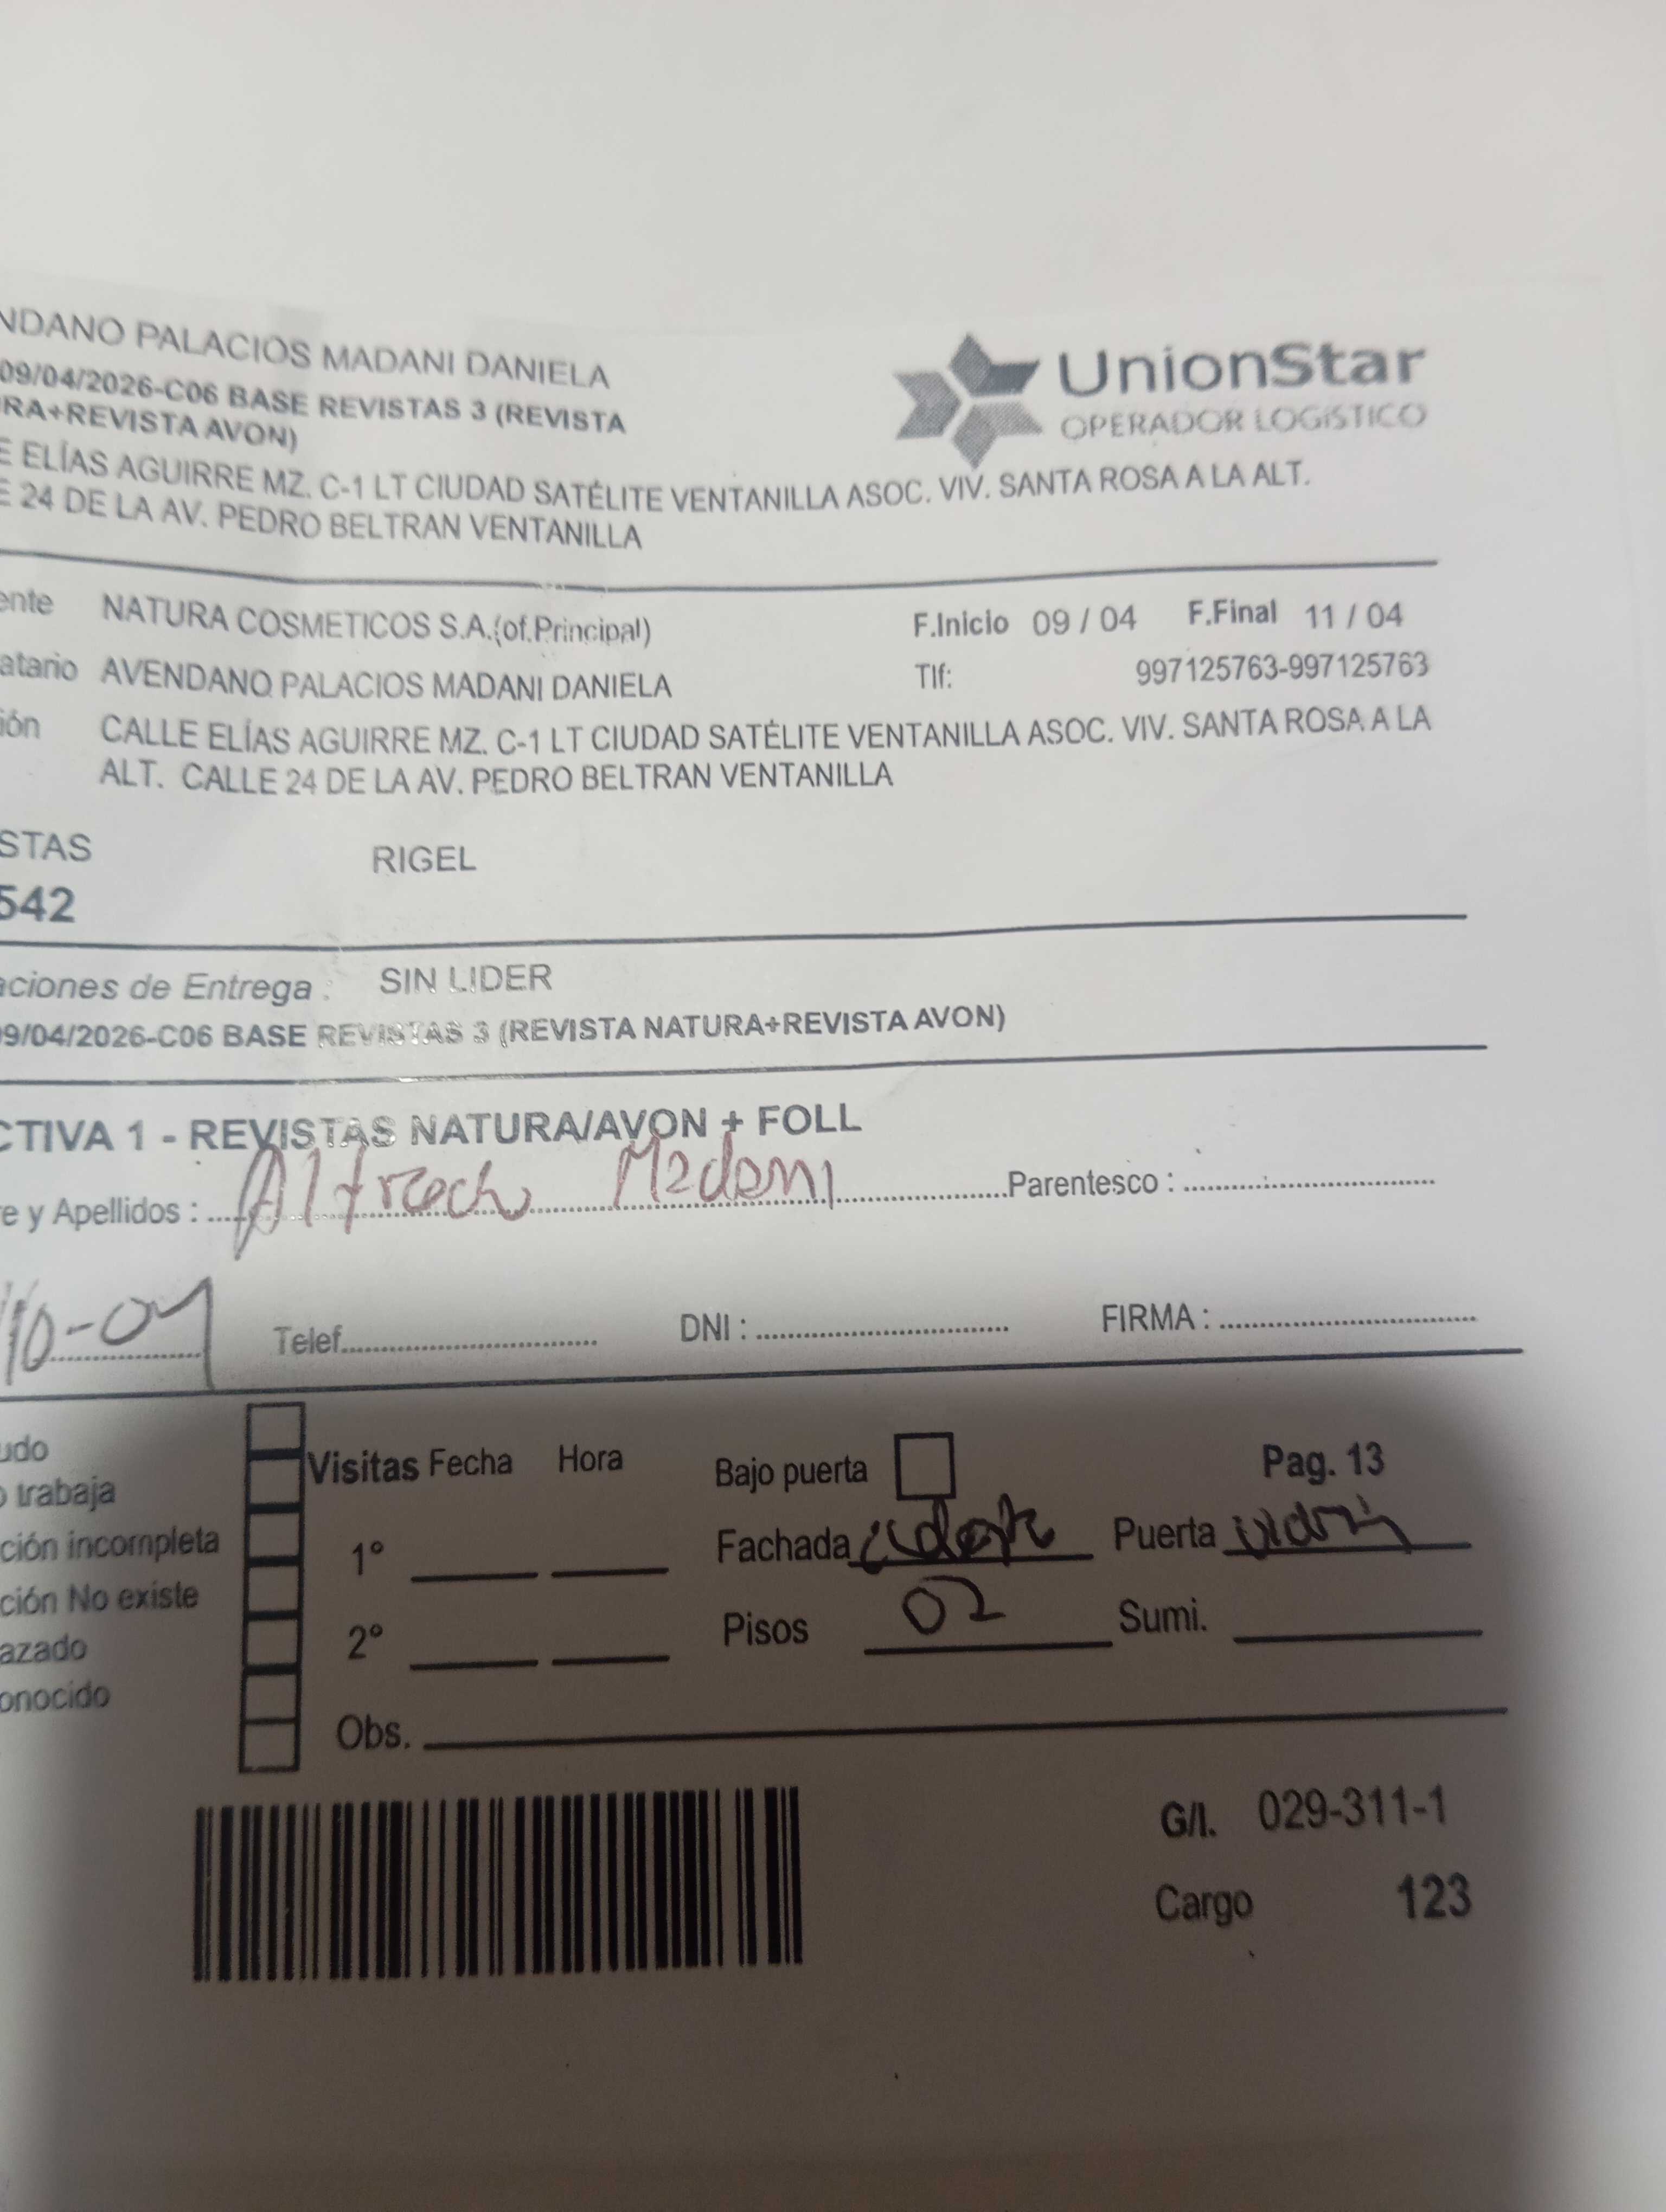 NDANO PALACIOS MADANI DANIELA
09/04/2026-C06 BASE REVISTAS 3 (REVISTA
RA+REVISTA AVON)
E ELÍAS AGUIRRE MZ. C-1 LT CIUDAD SATÉLITE VENTANILLA ASOC. VIV. SANTA ROSA A LA ALT.
E 24 DE LA AV. PEDRO BELTRAN VENTANILLA
UnionStar
OPERADOR LOGíSTICO
ente NATURA COSMETICOS S.A.(of.Principal) F.Inicio 09 / 04 F.Final 11 / 04
atario AVENDANO PALACIOS MADANI DANIELA Tlf: 997125763-997125763
ión CALLE ELÍAS AGUIRRE MZ. C-1 LT CIUDAD SATÉLITE VENTANILLA ASOC. VIV. SANTA ROSA A LA
ALT. CALLE 24 DE LA AV. PEDRO BELTRAN VENTANILLA
STAS RIGEL
542
aciones de Entrega : SIN LIDER
09/04/2026-C06 BASE REVISTAS 3 (REVISTA NATURA+REVISTA AVON)
CTIVA 1 - REVISTAS NATURA/AVON + FOLL
e y Apellidos : Madani Parentesco :
10-04 Telef. DNI : FIRMA :
udo
o trabaja
ción incompleta
ción No existe
azado
onocido
Visitas Fecha Hora Bajo puerta Pag. 13
1° Fachada Puerta
2° Pisos 02 Sumi.
Obs.
G/I. 029-311-1
Cargo 123